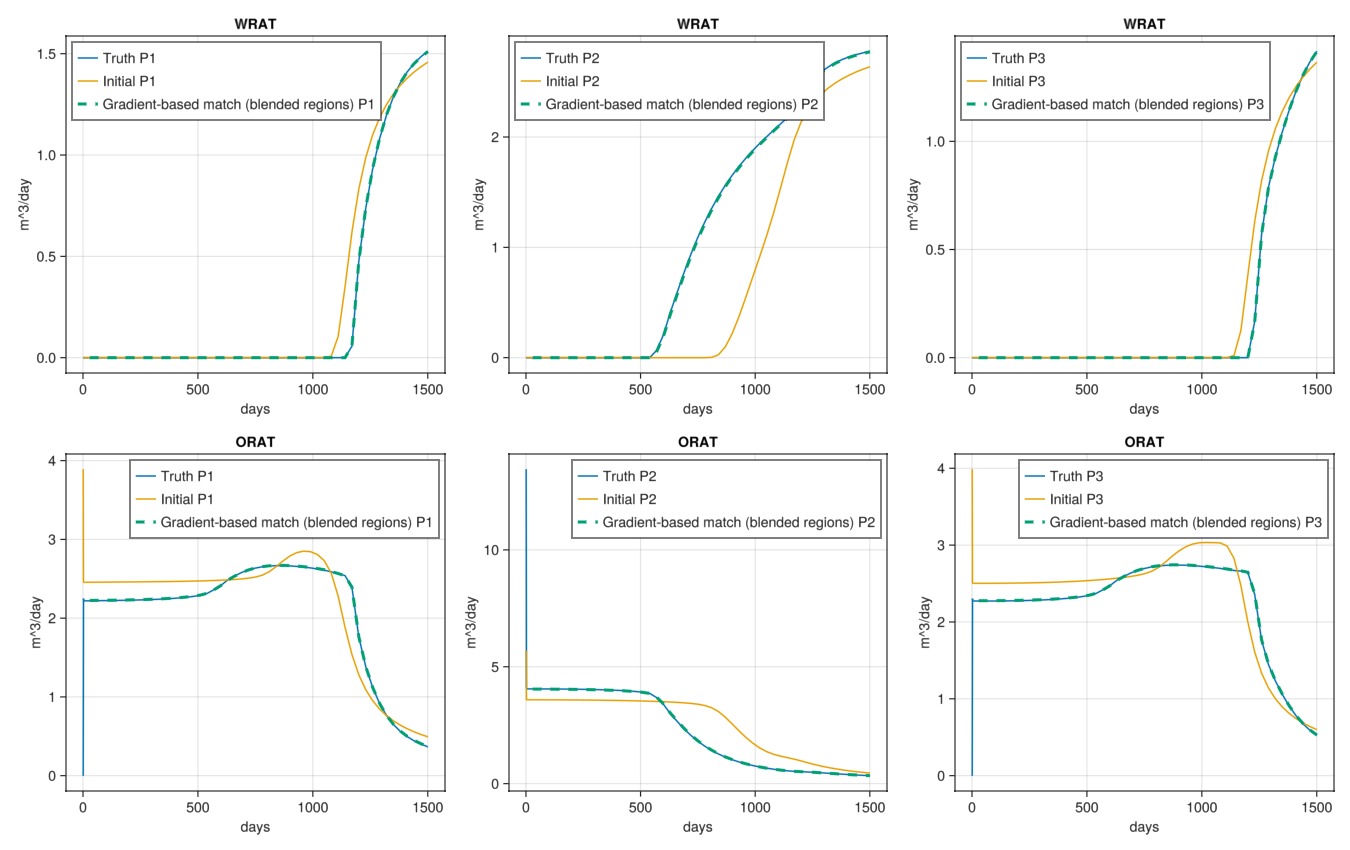 WRAT
Truth P1
Initial P1
Gradient-based match (blended regions) P1
1.5
1.0
0.5
0.0
m^3/day
0 500 1000 1500
days
WRAT
Truth P2
Initial P2
Gradient-based match (blended regions) P2
2
1
0
m^3/day
0 500 1000 1500
days
WRAT
Truth P3
Initial P3
Gradient-based match (blended regions) P3
1.0
0.5
0.0
m^3/day
0 500 1000 1500
days
ORAT
Truth P1
Initial P1
Gradient-based match (blended regions) P1
4
3
2
1
0
m^3/day
0 500 1000 1500
days
ORAT
Truth P2
Initial P2
Gradient-based match (blended regions) P2
10
5
0
m^3/day
0 500 1000 1500
days
ORAT
Truth P3
Initial P3
Gradient-based match (blended regions) P3
4
3
2
1
0
m^3/day
0 500 1000 1500
days